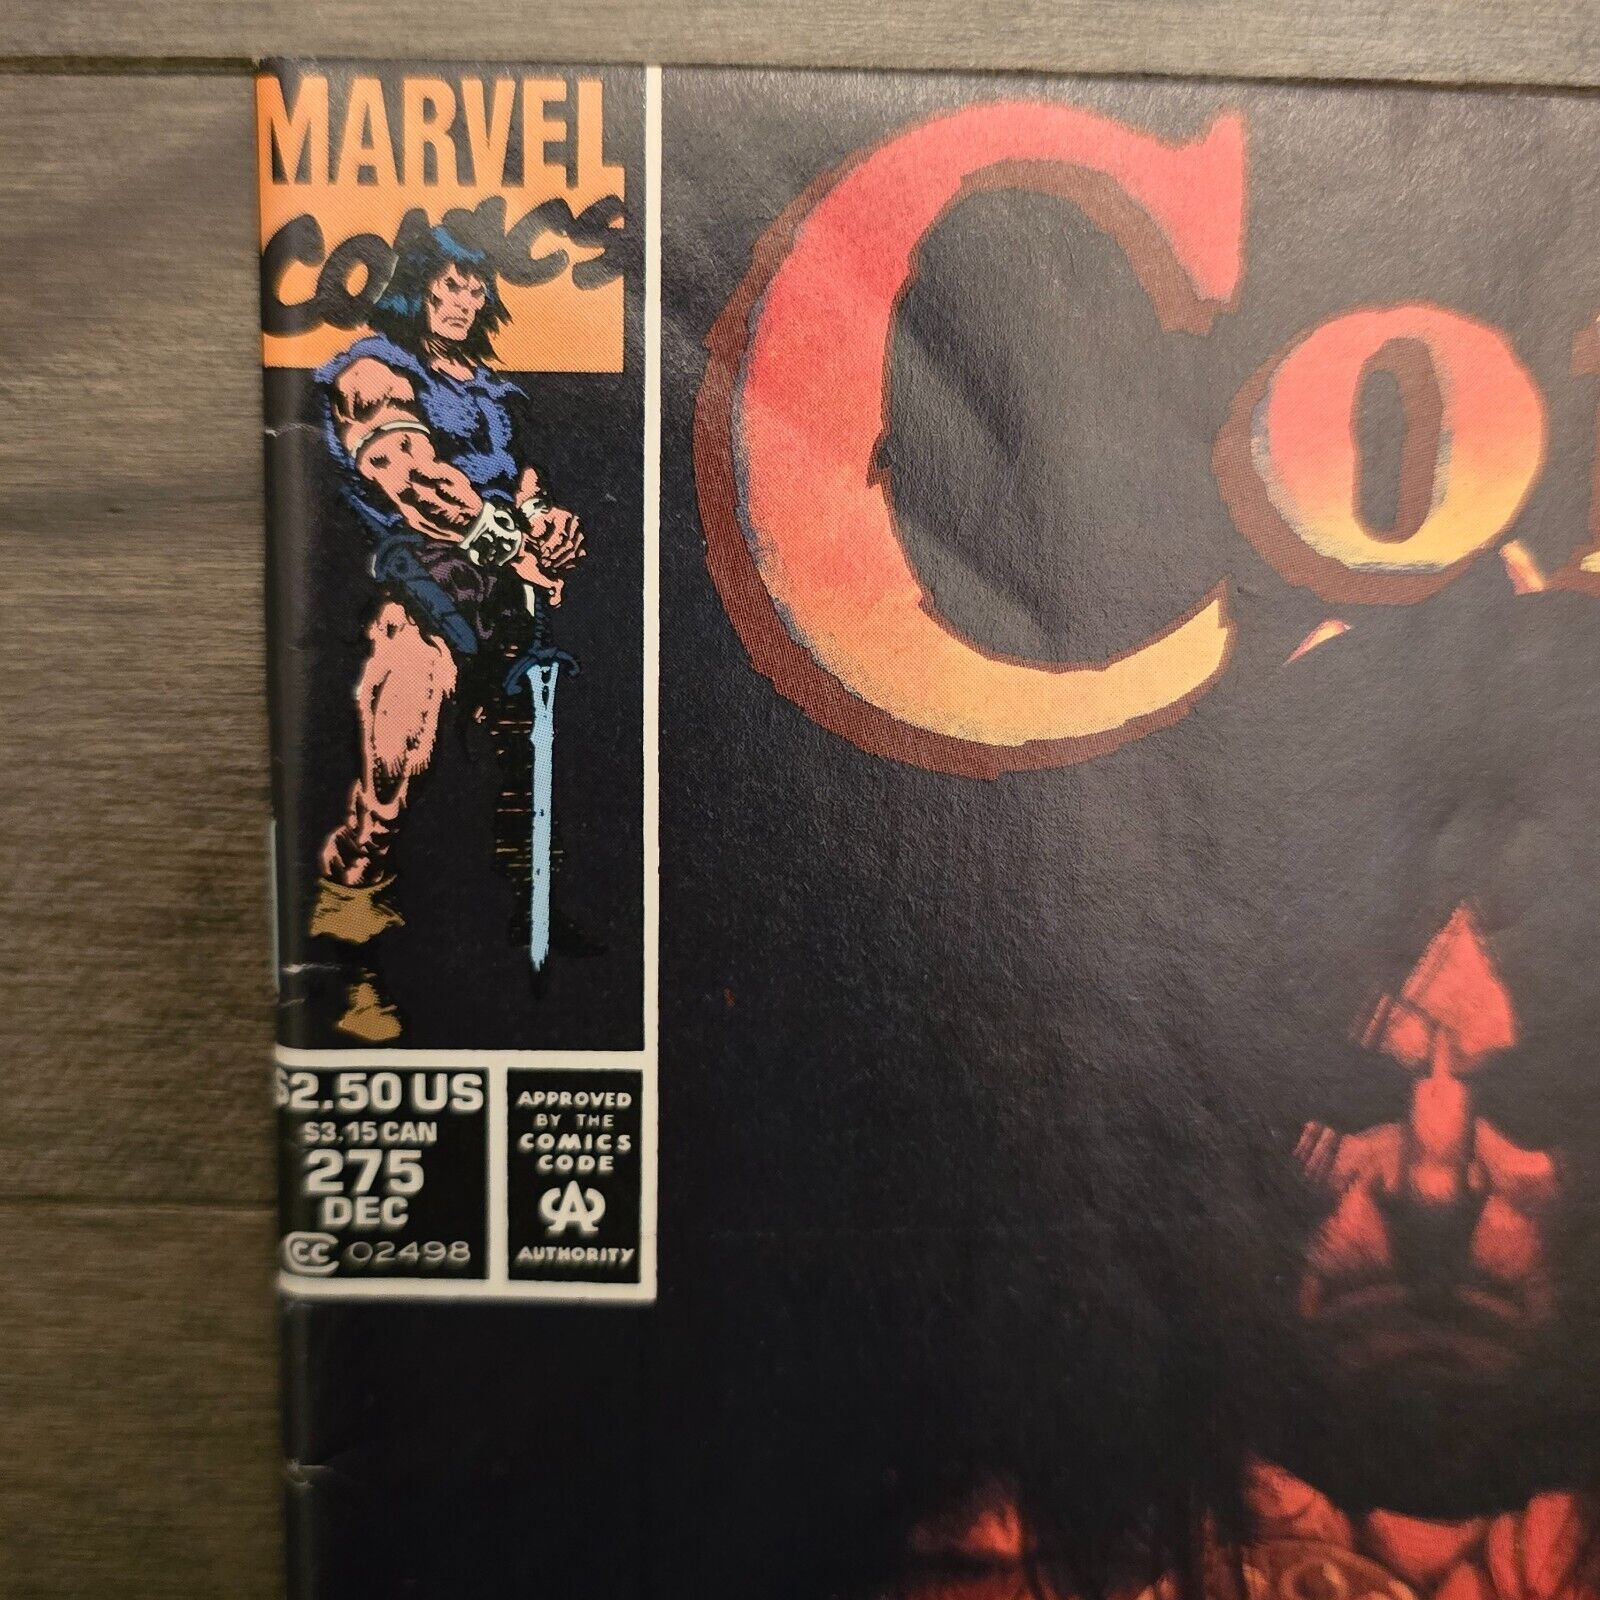 MARVEL
COMICS
Co
$2.50 US
$3.15 CAN
275
DEC
CC 02498
APPROVED
BY THE
COMICS
CODE
CA
AUTHORITY